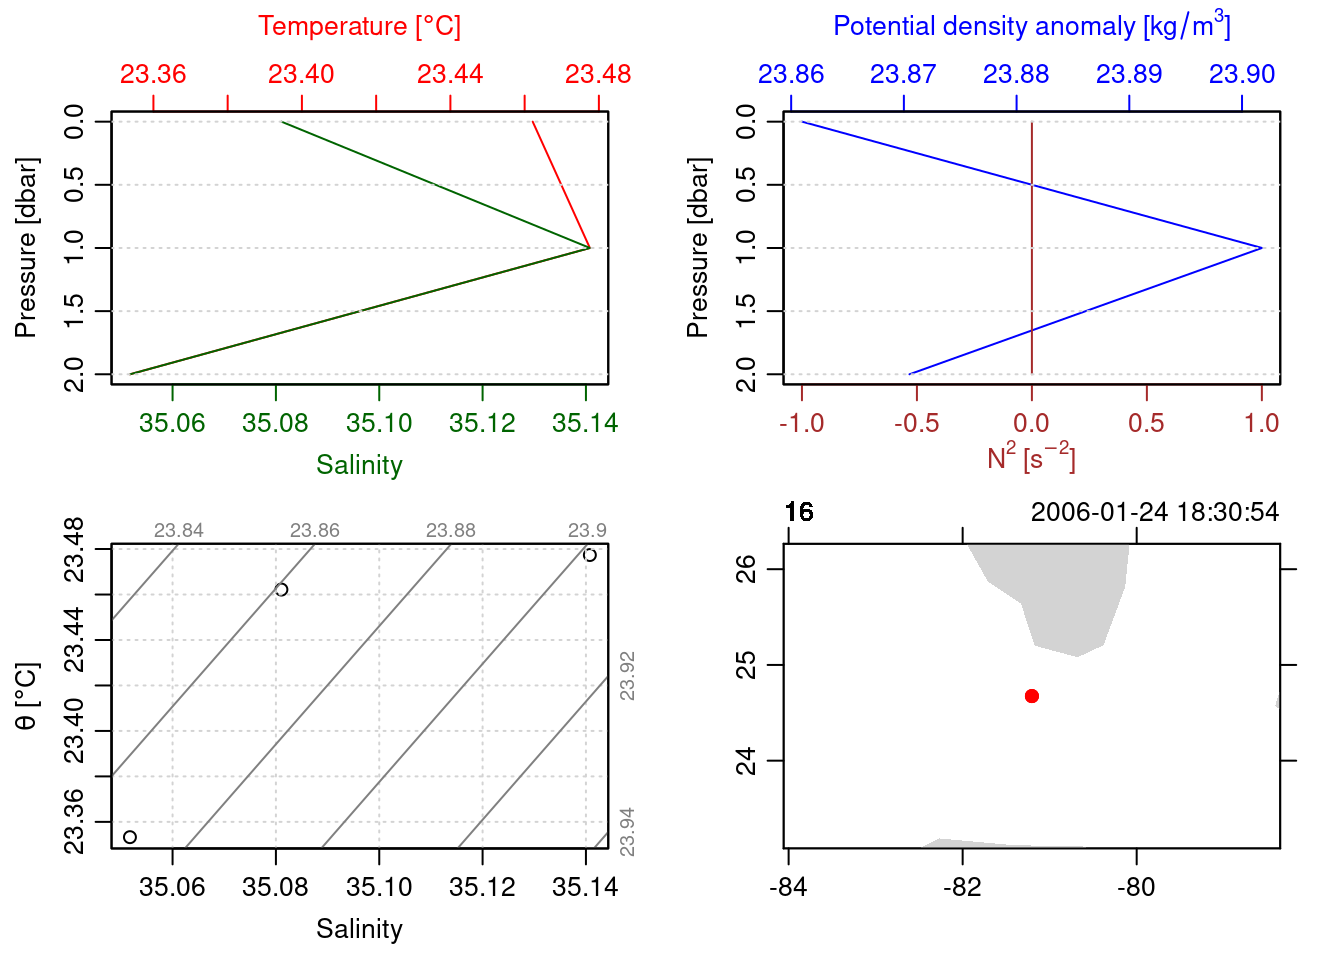 Temperature [°C]
23.36 23.40 23.44 23.48
0.0
0.5
1.0
1.5
2.0
Pressure [dbar]
35.06 35.08 35.10 35.12 35.14
Salinity
Potential density anomaly [kg/m³]
23.86 23.87 23.88 23.89 23.90
0.0
0.5
1.0
1.5
2.0
Pressure [dbar]
-1.0 -0.5 0.0 0.5 1.0
N² [s⁻²]
23.84 23.86 23.88 23.9
23.92
23.94
23.48
23.44
23.40
23.36
θ [°C]
35.06 35.08 35.10 35.12 35.14
Salinity
16 2006-01-24 18:30:54
26
25
24
-84 -82 -80